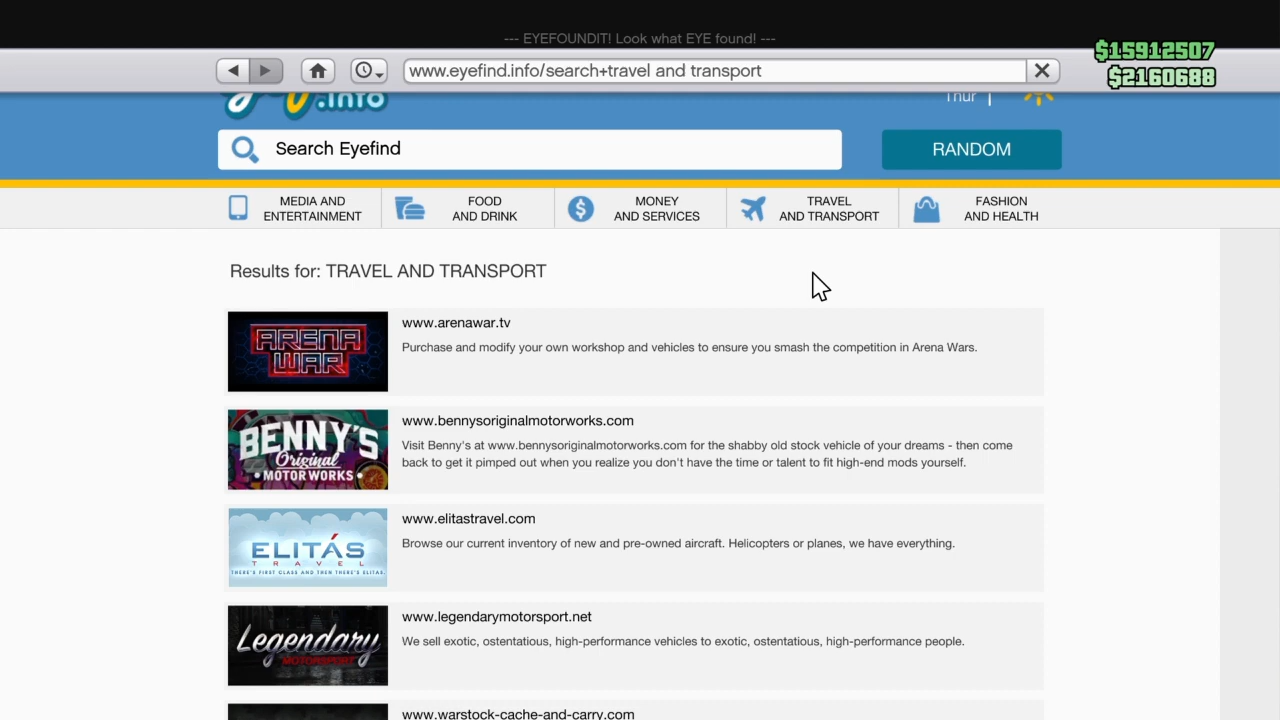 --- EYEFOUNDIT! Look what EYE found! ---
$15912507
www.eyefind.info/search+travel and transport
$2160688
.info
Thur |
Search Eyefind
RANDOM
MEDIA AND
ENTERTAINMENT
FOOD
AND DRINK
MONEY
AND SERVICES
TRAVEL
AND TRANSPORT
FASHION
AND HEALTH
Results for: TRAVEL AND TRANSPORT
ARENA
WAR
www.arenawar.tv
Purchase and modify your own workshop and vehicles to ensure you smash the competition in Arena Wars.
BENNY'S
Original
•MOTOR WORKS•
www.bennysoriginalmotorworks.com
Visit Benny's at www.bennysoriginalmotorworks.com for the shabby old stock vehicle of your dreams - then come
back to get it pimped out when you realize you don't have the time or talent to fit high-end mods yourself.
ELITÁS
TRAVEL
THERE'S FIRST CLASS AND THEN THERE'S ELITAS.
www.elitastravel.com
Browse our current inventory of new and pre-owned aircraft. Helicopters or planes, we have everything.
Legendary
MOTORSPORT
www.legendarymotorsport.net
We sell exotic, ostentatious, high-performance vehicles to exotic, ostentatious, high-performance people.
www.warstock-cache-and-carry.com